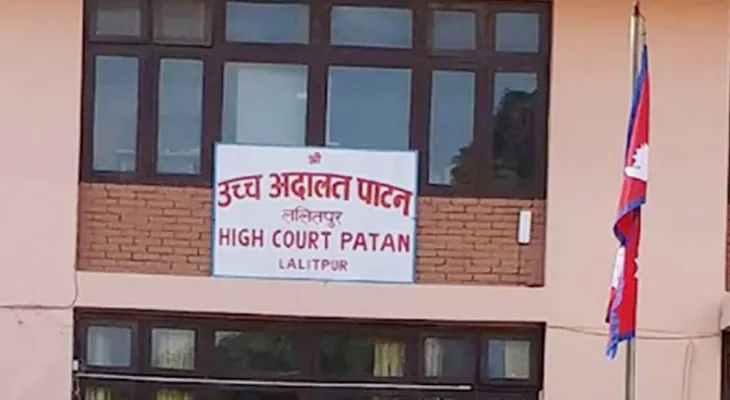 श्री
उच्च अदालत पाटन
ललितपुर
HIGH COURT PATAN
LALITPUR